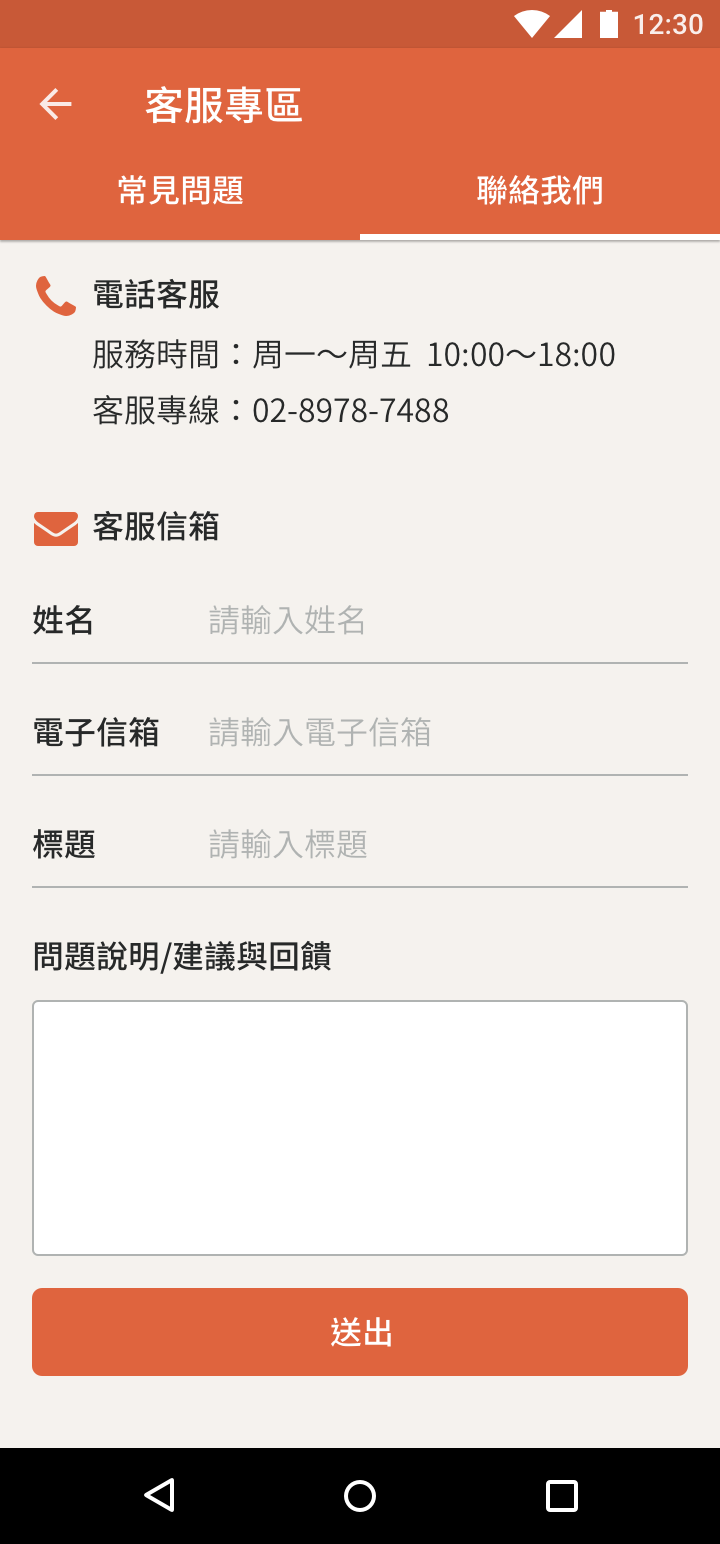 12:30
客服專區
常見問題
聯絡我們
電話客服
服務時間：周一～周五 10:00～18:00
客服專線：02-8978-7488
客服信箱
姓名 請輸入姓名
電子信箱 請輸入電子信箱
標題 請輸入標題
問題說明/建議與回饋
送出